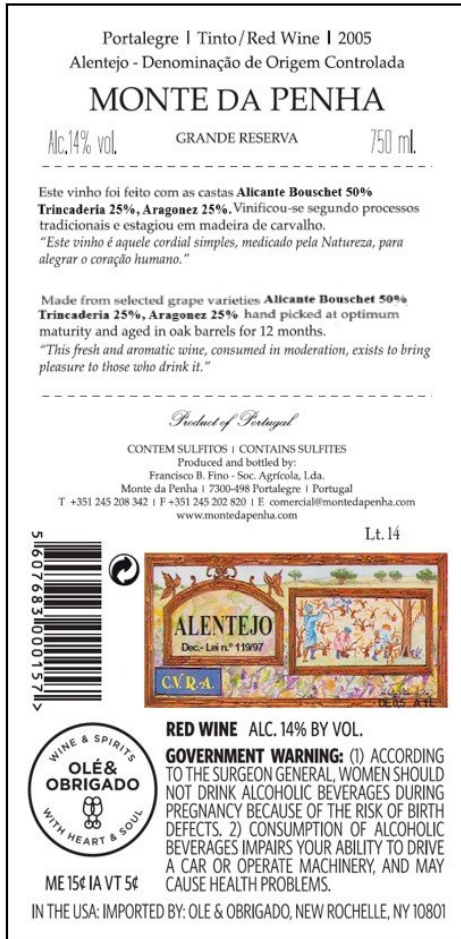 Portalegre | Tinto/Red Wine | 2005
Alentejo - Denominação de Origem Controlada
MONTE DA PENHA
Alc.14% vol. GRANDE RESERVA 750 ml.
Este vinho foi feito com as castas Alicante Bouschet 50%
Trincaderia 25%, Aragonez 25%. Vinificou-se segundo processos
tradicionais e estagiou em madeira de carvalho.
"Este vinho é aquele cordial simples, medicado pela Natureza, para
alegrar o coração humano."
Made from selected grape varieties Alicante Bouschet 50%
Trincaderia 25%, Aragonez 25% hand picked at optimum
maturity and aged in oak barrels for 12 months.
"This fresh and aromatic wine, consumed in moderation, exists to bring
pleasure to those who drink it."
Product of Portugal
CONTEM SULFITOS | CONTAINS SULFITES
Produced and bottled by:
Francisco B. Fino - Soc. Agrícola, Lda.
Monte da Penha | 7300-498 Portalegre | Portugal
T +351 245 208 342 | F +351 245 202 820 | E comercial@montedapenha.com
www.montedapenha.com
Lt. 14
5 607683 000157 >
ALENTEJO
Dec.- Lei n.º 119/97
C.V.R.A.
WINE & SPIRITS
OLÉ &
OBRIGADO
WITH HEART & SOUL
ME 15¢ IA VT 5¢
RED WINE ALC. 14% BY VOL.
GOVERNMENT WARNING: (1) ACCORDING
TO THE SURGEON GENERAL, WOMEN SHOULD
NOT DRINK ALCOHOLIC BEVERAGES DURING
PREGNANCY BECAUSE OF THE RISK OF BIRTH
DEFECTS. 2) CONSUMPTION OF ALCOHOLIC
BEVERAGES IMPAIRS YOUR ABILITY TO DRIVE
A CAR OR OPERATE MACHINERY, AND MAY
CAUSE HEALTH PROBLEMS.
IN THE USA: IMPORTED BY: OLE & OBRIGADO, NEW ROCHELLE, NY 10801